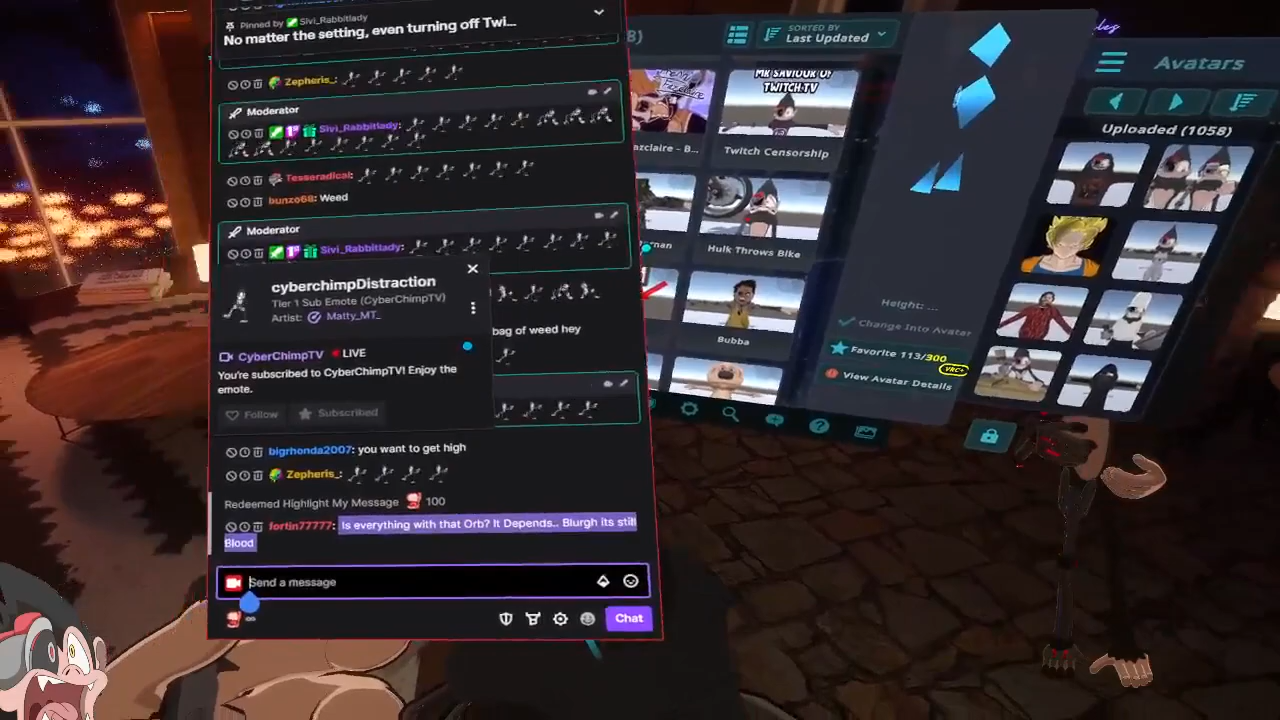 Pinned by Sivi_Rabbitlady
No matter the setting, even turning off Twi...
Zepheris_:
Moderator
Sivi_Rabbitlady:
Tesseradical:
bunzo68: Weed
Moderator
Sivi_Rabbitlady:
cyberchimpDistraction
Tier 1 Sub Emote (CyberChimpTV)
Artist: Matty_MT_
bag of weed hey
CyberChimpTV LIVE
You're subscribed to CyberChimpTV! Enjoy the
emote.
Follow
Subscribed
bigrhonda2007: you want to get high
Zepheris_:
Redeemed Highlight My Message 100
fortin77777: Is everything with that Orb? It Depends.. Blurgh its still
Blood
Send a message
Chat
SORTED BY
Last Updated
MR SAVIOUR OF
TWITCH TV
Twitch Censorship
Hulk Throws Bike
Bubba
Height: ...
Change Into Avatar
Favorite 113/300
VRC+
View Avatar Details
Avatars
Uploaded (1058)